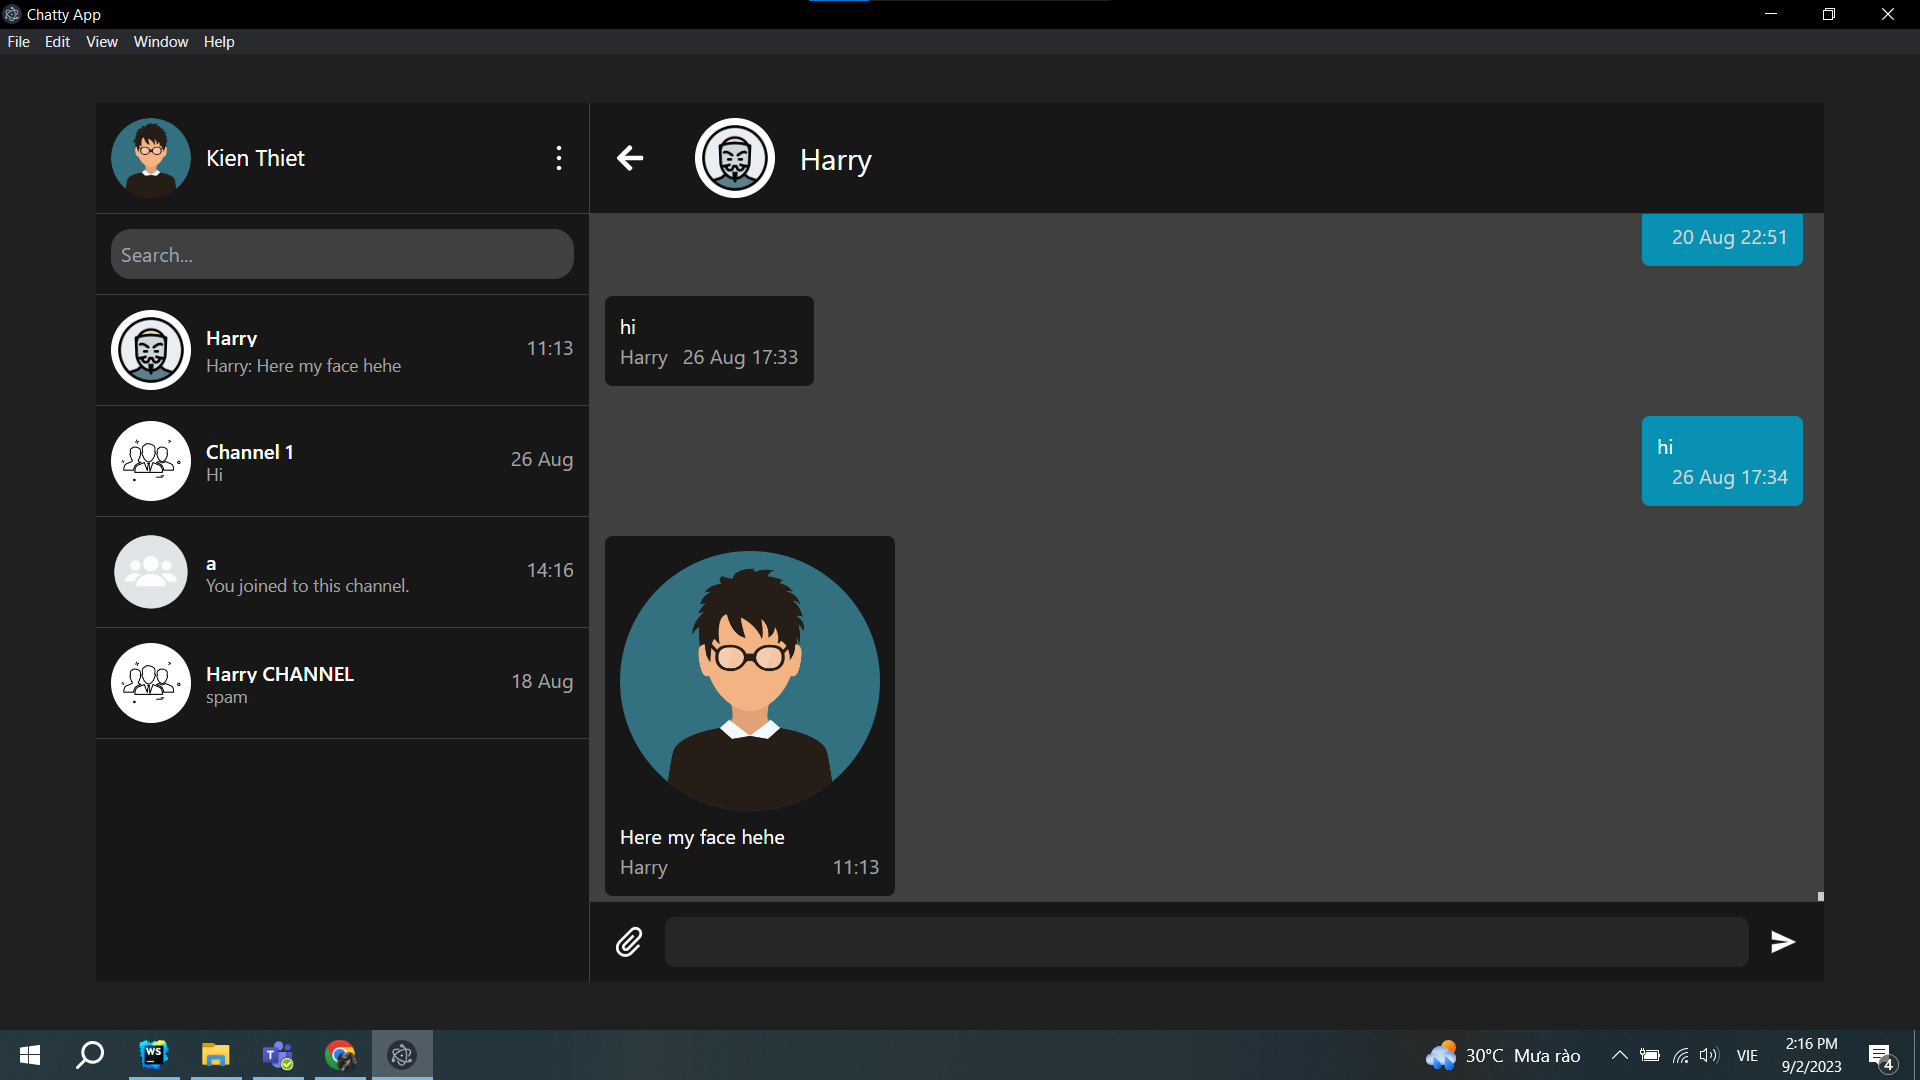 Chatty App
File Edit View Window Help
Kien Thiet
Search...
Harry
Harry: Here my face hehe
11:13
Channel 1
Hi
26 Aug
a
You joined to this channel.
14:16
Harry CHANNEL
spam
18 Aug
Harry
20 Aug 22:51
hi
Harry 26 Aug 17:33
hi
26 Aug 17:34
Here my face hehe
Harry 11:13
WS
T
30°C Mưa rào
VIE
2:16 PM
9/2/2023
4